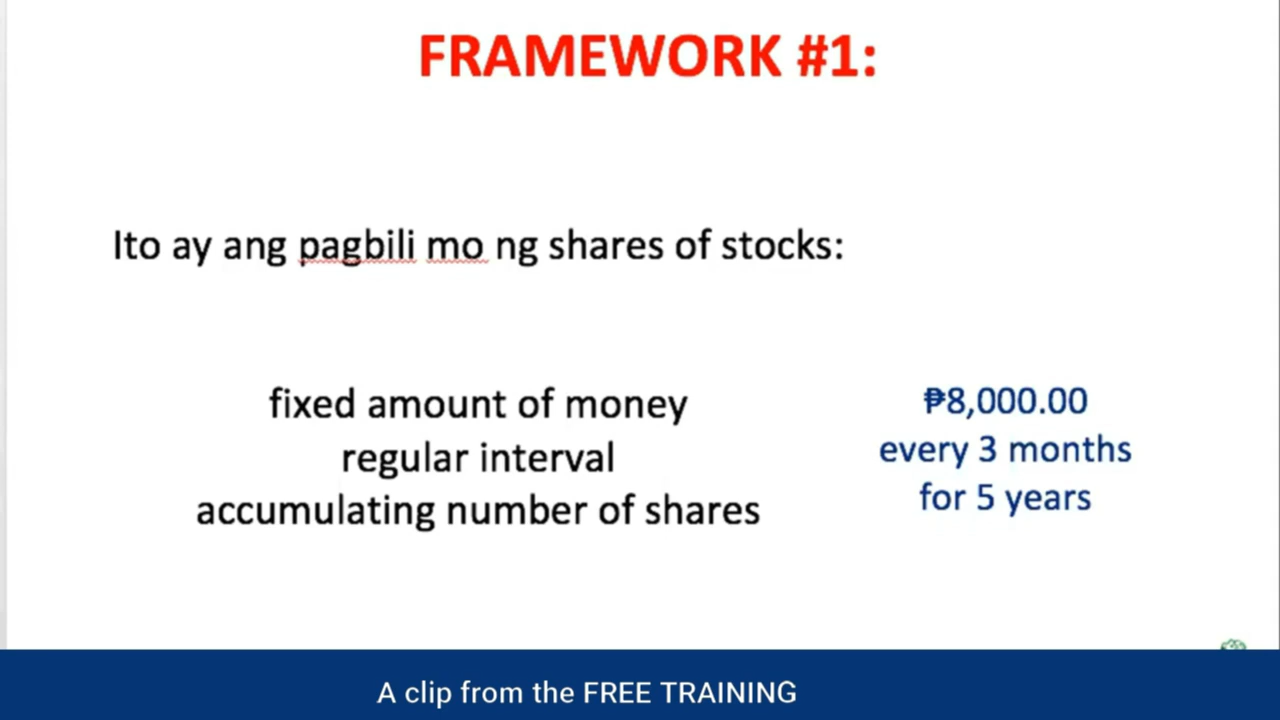 FRAMEWORK #1:
Ito ay ang pagbili mo ng shares of stocks:
fixed amount of money
regular interval
accumulating number of shares
₱8,000.00
every 3 months
for 5 years
A clip from the FREE TRAINING